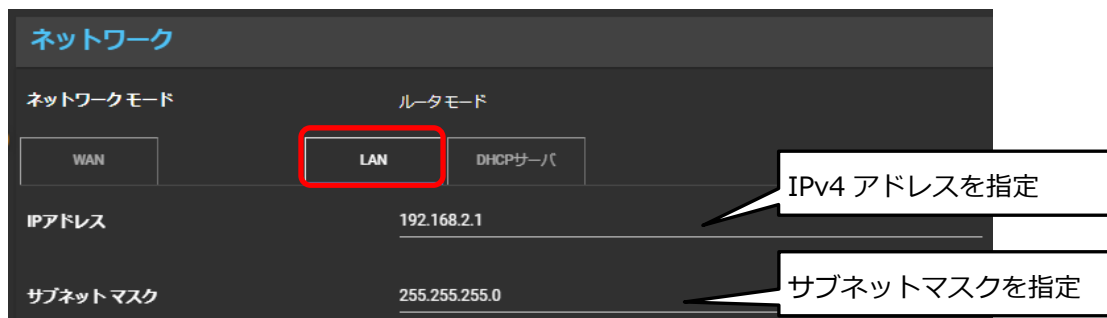 ネットワーク
ネットワークモード ルータモード
WAN LAN DHCPサーバ
IPv4 アドレスを指定
IPアドレス 192.168.2.1
サブネットマスクを指定
サブネット マスク 255.255.255.0